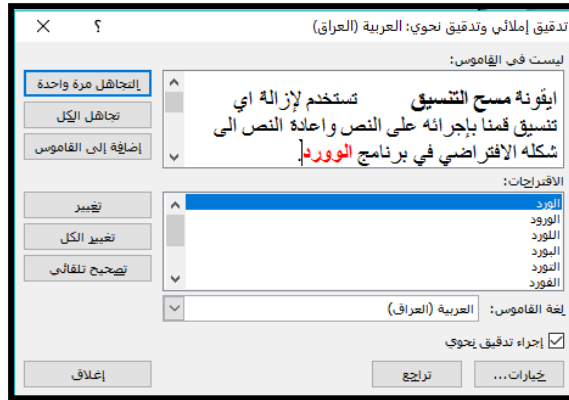 تدقيق إملائي وتدقيق نحوي: العربية (العراق)
ليست في القاموس:
ايقونة مسح التنسيق تستخدم لإزالة اي
تنسيق قمنا بإجرائه على النص واعادة النص الى
شكله الافتراضي في برنامج الوورد.
التجاهل مرة واحدة
تجاهل الكل
إضافة إلى القاموس
الاقتراحات:
الورد
الورود
اللورد
البورد
التورد
الفورد
تغيير
تغيير الكل
تصحيح تلقائي
لغة القاموس: العربية (العراق)
إجراء تدقيق نحوي
خيارات...
تراجع
إغلاق